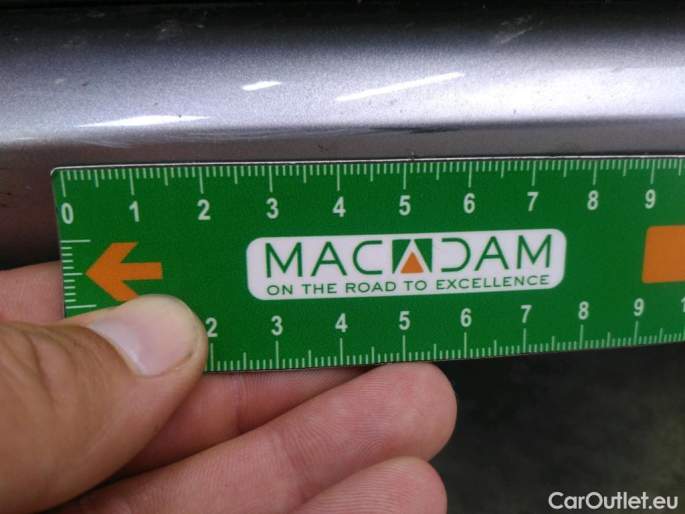 0 1 2 3 4 5 6 7 8 9
MACADAM
ON THE ROAD TO EXCELLENCE
2 3 4 5 6 7 8 9
CarOutlet.eu